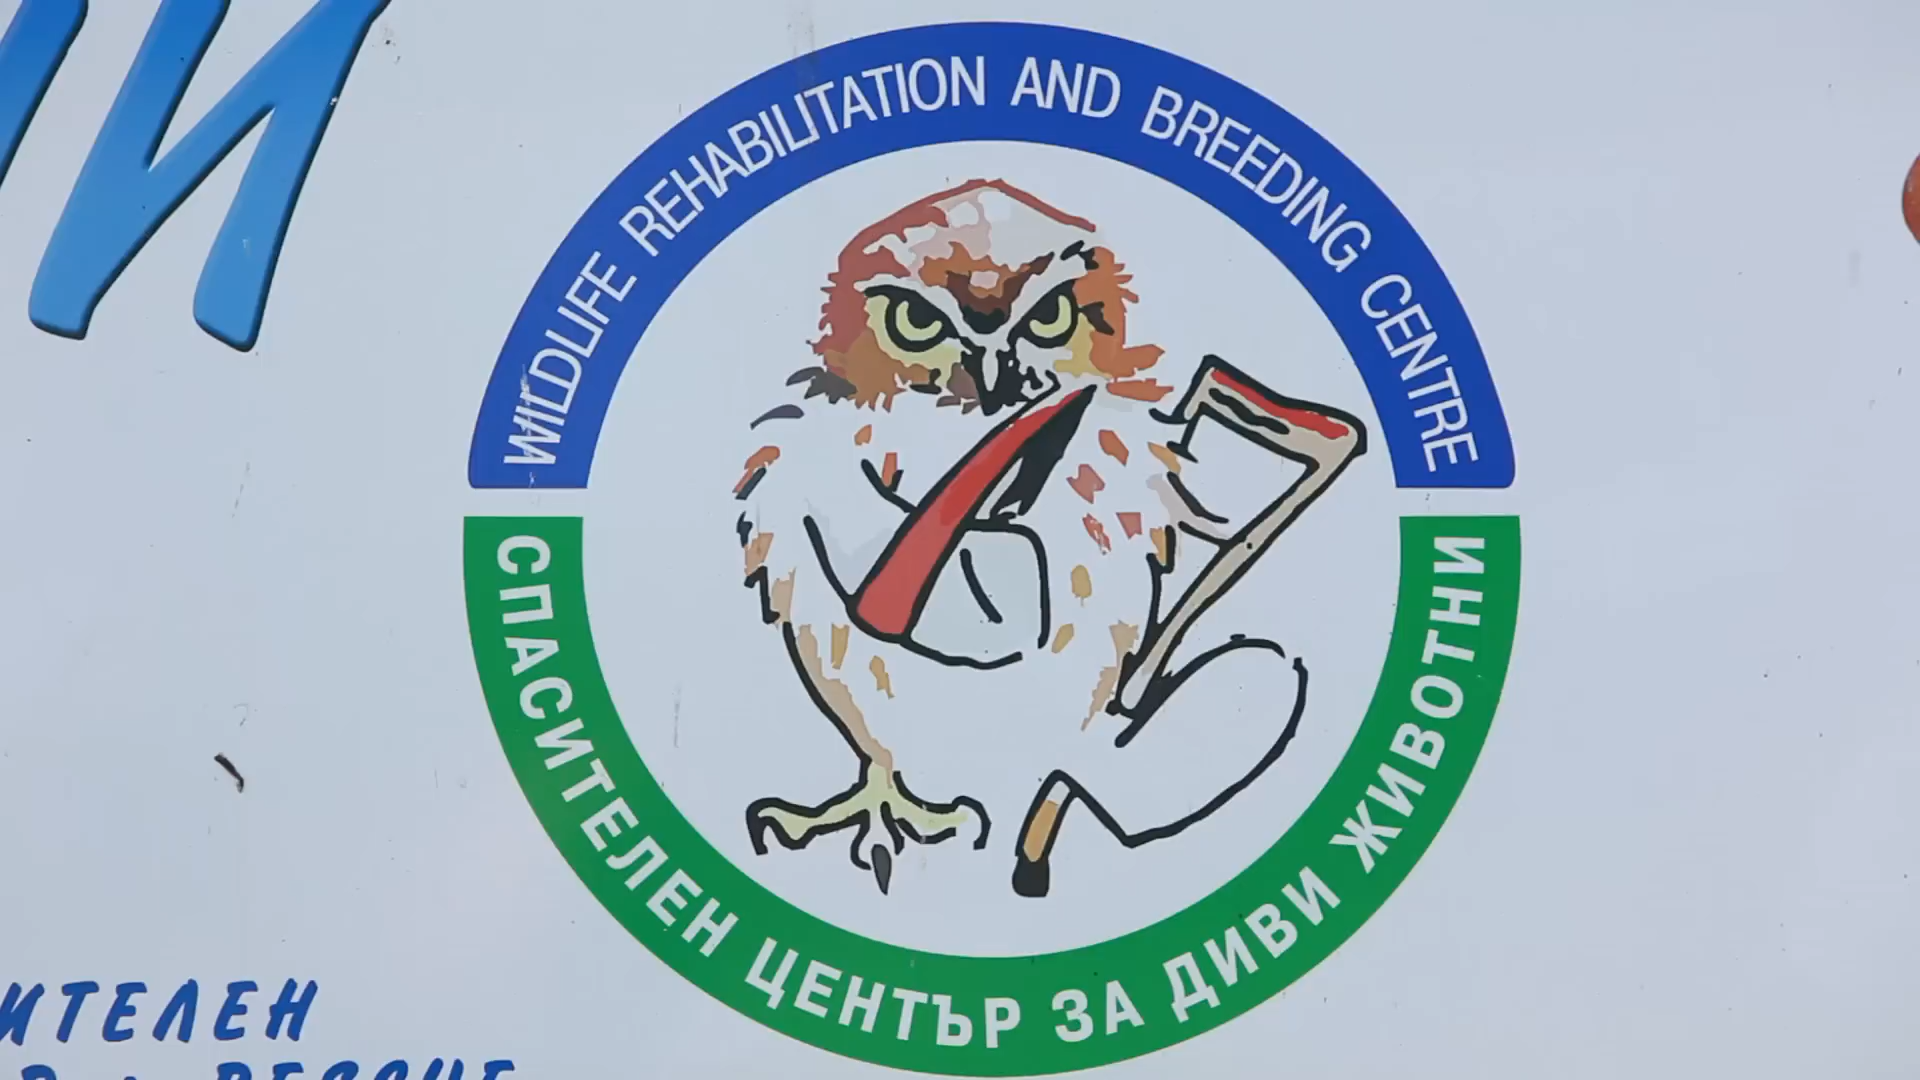 WILDLIFE REHABILITATION AND BREEDING CENTRE
СПАСИТЕЛЕН ЦЕНТЪР ЗА ДИВИ ЖИВОТНИ
ИТЕЛЕН